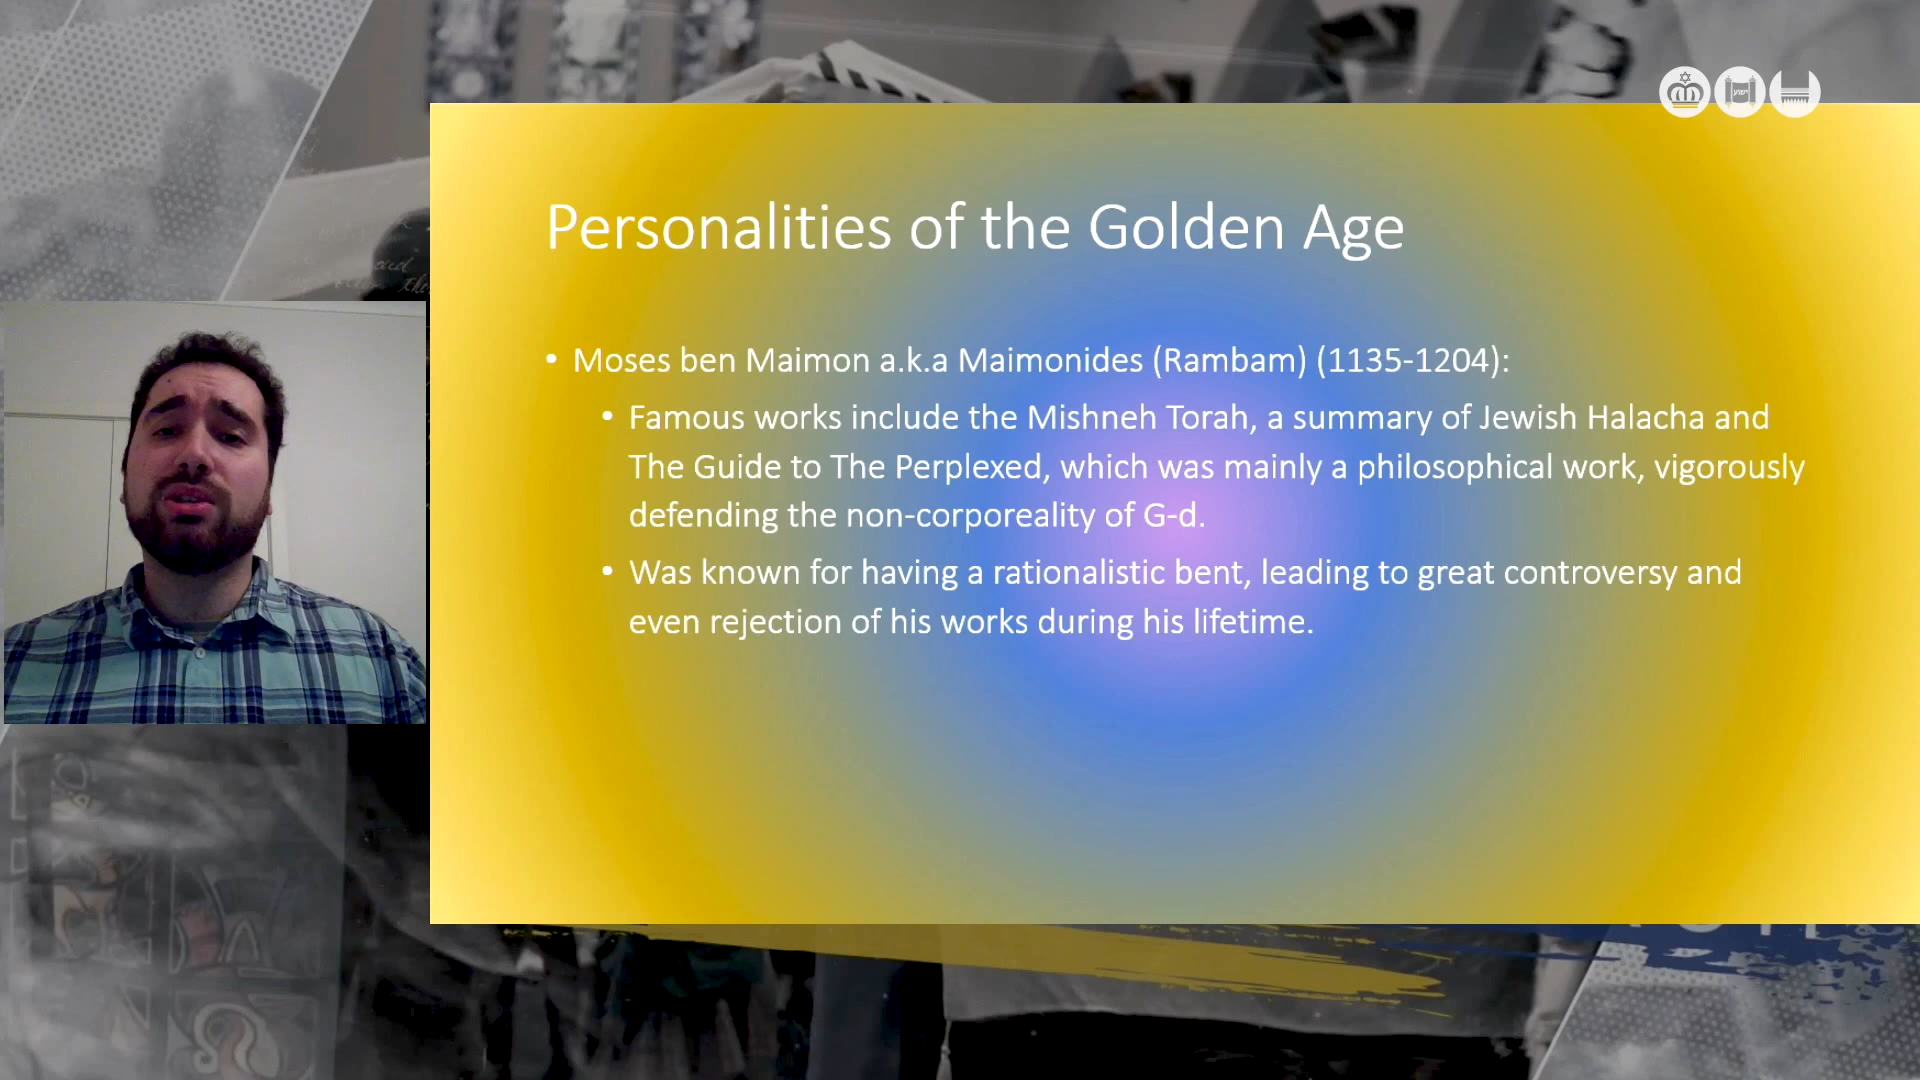 Personalities of the Golden Age
• Moses ben Maimon a.k.a Maimonides (Rambam) (1135-1204):
• Famous works include the Mishneh Torah, a summary of Jewish Halacha and
The Guide to The Perplexed, which was mainly a philosophical work, vigorously
defending the non-corporeality of G-d.
• Was known for having a rationalistic bent, leading to great controversy and
even rejection of his works during his lifetime.